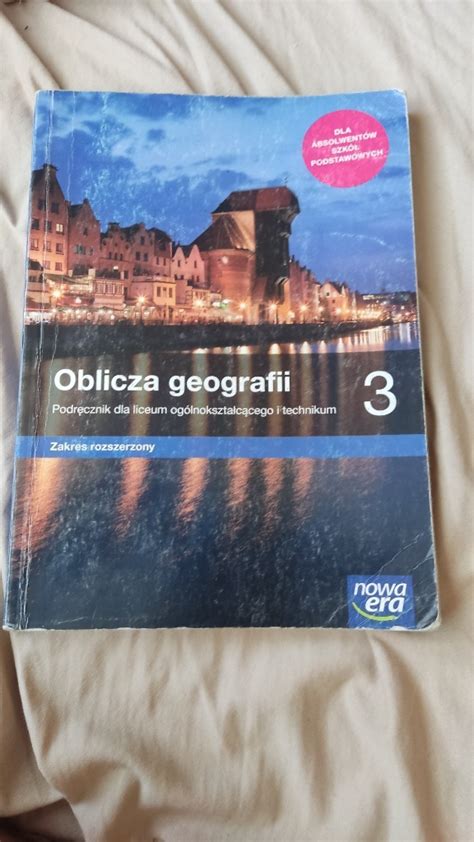 DLA
ABSOLWENTÓW
SZKÓŁ
PODSTAWOWYCH
Oblicza geografii 3
Podręcznik dla liceum ogólnokształcącego i technikum
Zakres rozszerzony
nowa
era